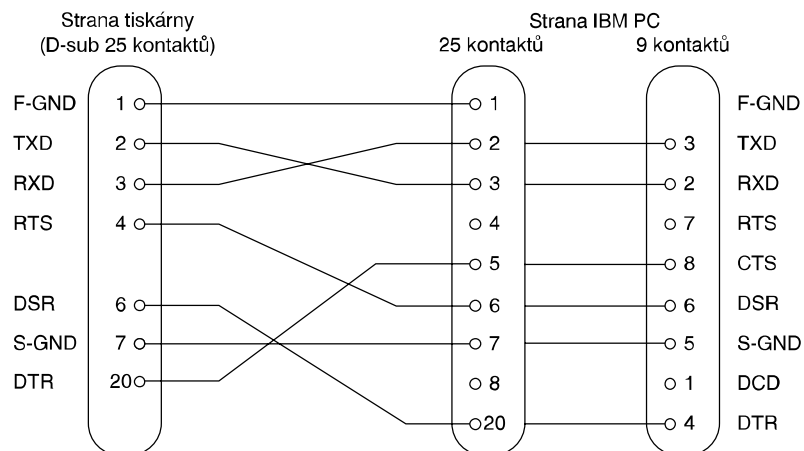 Strana tiskárny
(D-sub 25 kontaktů)
Strana IBM PC
25 kontaktů 9 kontaktů
F-GND 1 1 F-GND
TXD 2 2 3 TXD
RXD 3 3 2 RXD
RTS 4 4 7 RTS
5 8 CTS
DSR 6 6 6 DSR
S-GND 7 7 5 S-GND
DTR 20 8 1 DCD
20 4 DTR